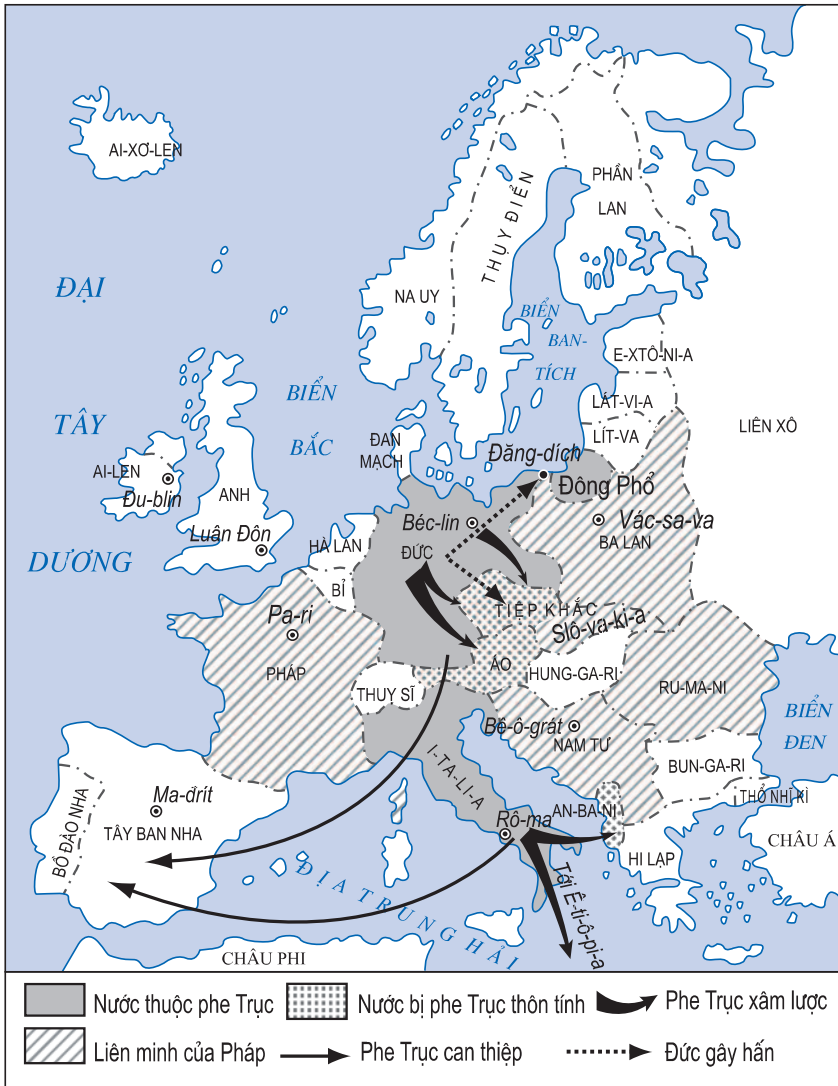 AI-XƠ-LEN
PHẦN
LAN
THỤY ĐIỂN
NA UY
ĐẠI
TÂY
DƯƠNG
BIỂN
BAN-
TÍCH
E-XTÔ-NI-A
LÁT-VI-A
LÍT-VA
LIÊN XÔ
BIỂN
BẮC
ĐAN
MẠCH
Đăng-dích
Đông Phổ
AI-LEN
Đu-blin
ANH
Luân Đôn
Béc-lin
ĐỨC
Vác-sa-va
BA LAN
HÀ LAN
BỈ
Pa-ri
PHÁP
TIỆP KHẮC
Slô-va-ki-a
ÁO
HUNG-GA-RI
THUY SĨ
RU-MA-NI
BIỂN
ĐEN
Bê-ô-grát
NAM TƯ
BUN-GA-RI
THỔ NHĨ KÌ
CHÂU Á
I-TA-LI-A
Rô-ma
AN-BA-NI
HI LẠP
BỒ ĐÀO NHA
Ma-đrít
TÂY BAN NHA
ĐỊA TRUNG HẢI
Tới Ê-ti-ô-pi-a
CHÂU PHI
Nước thuộc phe Trục
Nước bị phe Trục thôn tính
Phe Trục xâm lược
Liên minh của Pháp
Phe Trục can thiệp
Đức gây hấn